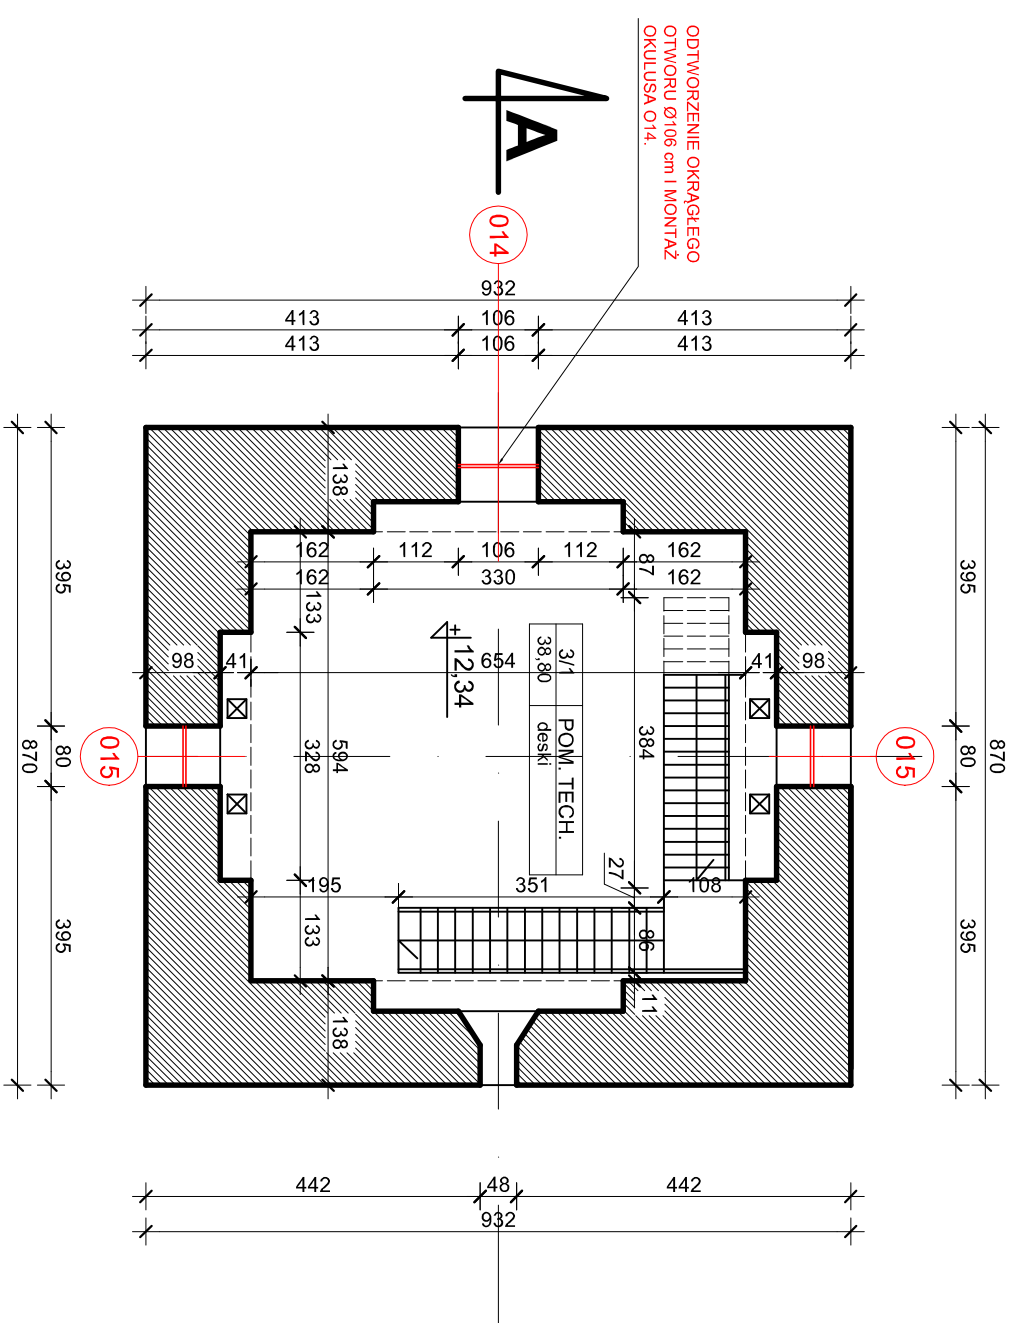 ODTWORZENIE OKRĄGŁEGO
OTWORU Ø106 cm I MONTAŻ
OKULUSA O14.
A
014
932
413 106 413
413 106 413
138
162 112 106 112 162
87
162 330 162
133
98 41 654 41 98
+12,34
3/1 POM. TECH.
38,80 deski
395 80 395
870
395 80 395
870
015
015
328
594
384
27
195 351 108
133
86
11
138
442 48 442
932